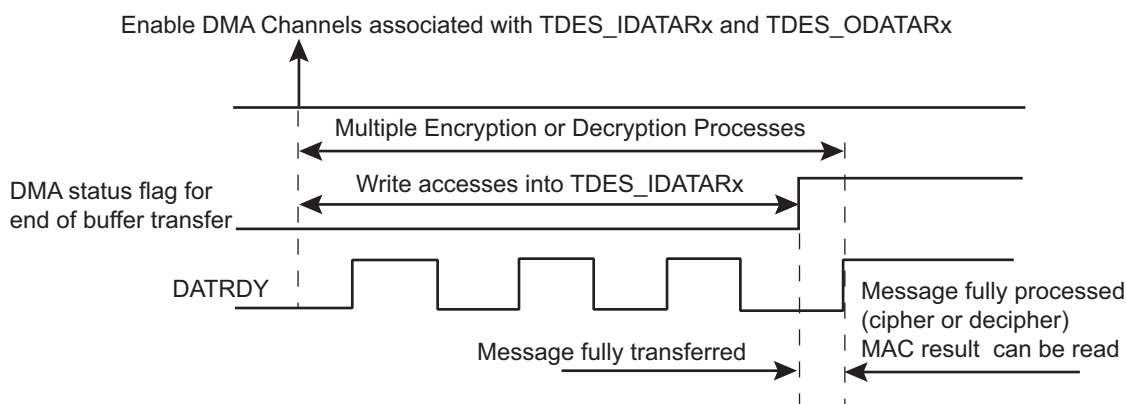 Enable DMA Channels associated with TDES_IDATARx and TDES_ODATARx
Multiple Encryption or Decryption Processes
DMA status flag for
end of buffer transfer
Write accesses into TDES_IDATARx
DATRDY
Message fully processed
(cipher or decipher)
MAC result can be read
Message fully transferred